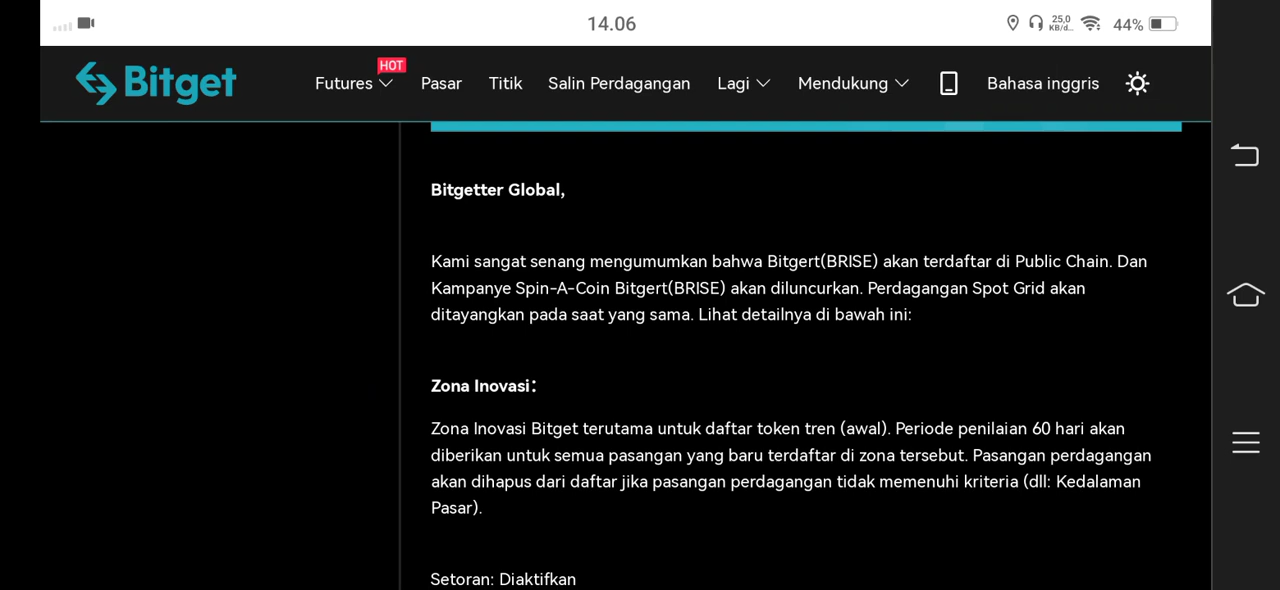 14.06
25,0
KB/d...
44%
Bitget
Futures
HOT
Pasar
Titik
Salin Perdagangan
Lagi
Mendukung
Bahasa inggris
Bitgetter Global,
Kami sangat senang mengumumkan bahwa Bitgert(BRISE) akan terdaftar di Public Chain. Dan
Kampanye Spin-A-Coin Bitgert(BRISE) akan diluncurkan. Perdagangan Spot Grid akan
ditayangkan pada saat yang sama. Lihat detailnya di bawah ini:
Zona Inovasi：
Zona Inovasi Bitget terutama untuk daftar token tren (awal). Periode penilaian 60 hari akan
diberikan untuk semua pasangan yang baru terdaftar di zona tersebut. Pasangan perdagangan
akan dihapus dari daftar jika pasangan perdagangan tidak memenuhi kriteria (dll: Kedalaman
Pasar).
Setoran: Diaktifkan